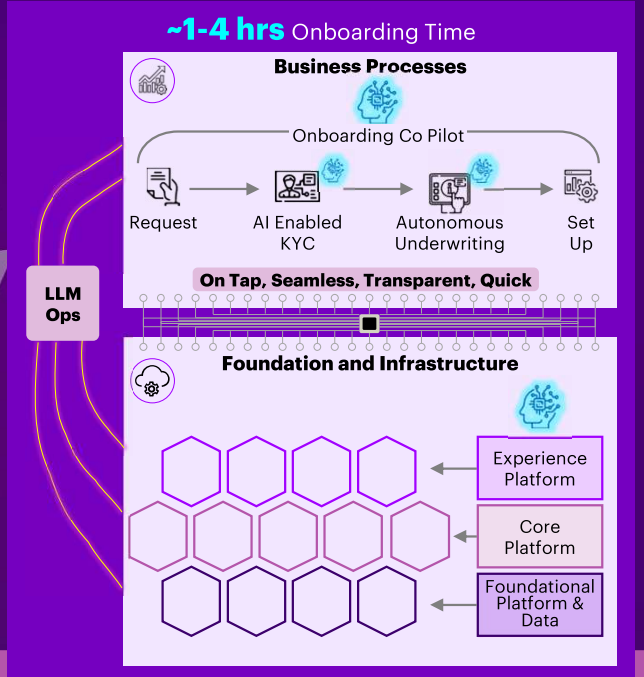 ~1-4 hrs Onboarding Time
Business Processes
Onboarding Co Pilot
Request
AI Enabled
KYC
Autonomous
Underwriting
Set
Up
On Tap, Seamless, Transparent, Quick
LLM
Ops
Foundation and Infrastructure
Experience
Platform
Core
Platform
Foundational
Platform &
Data